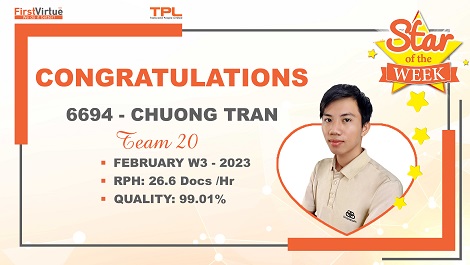 FirstVirtue
TPL
Star
of the
WEEK
CONGRATULATIONS
6694 - CHUONG TRAN
Team 20
FEBRUARY W3 - 2023
RPH: 26.6 Docs /Hr
QUALITY: 99.01%